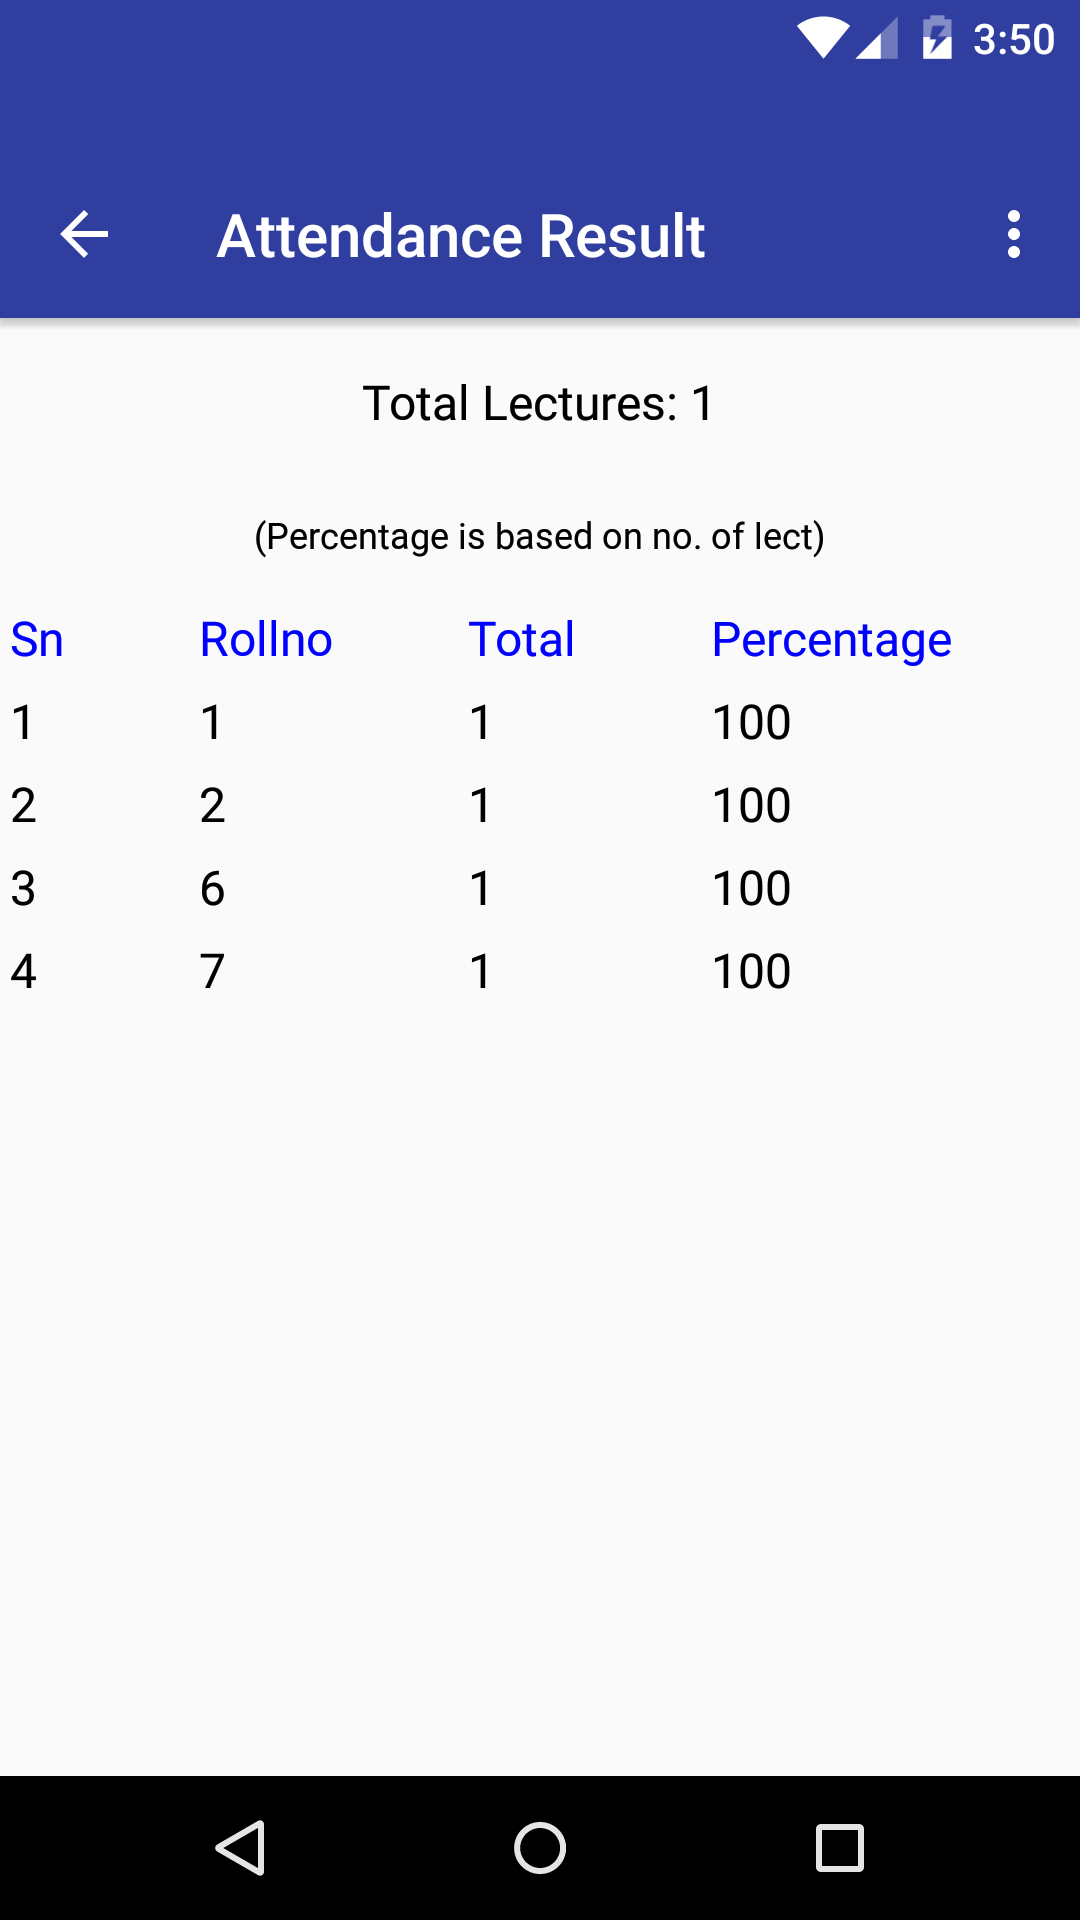 3:50
Attendance Result
Total Lectures: 1
(Percentage is based on no. of lect)
Sn Rollno Total Percentage
1 1 1 100
2 2 1 100
3 6 1 100
4 7 1 100